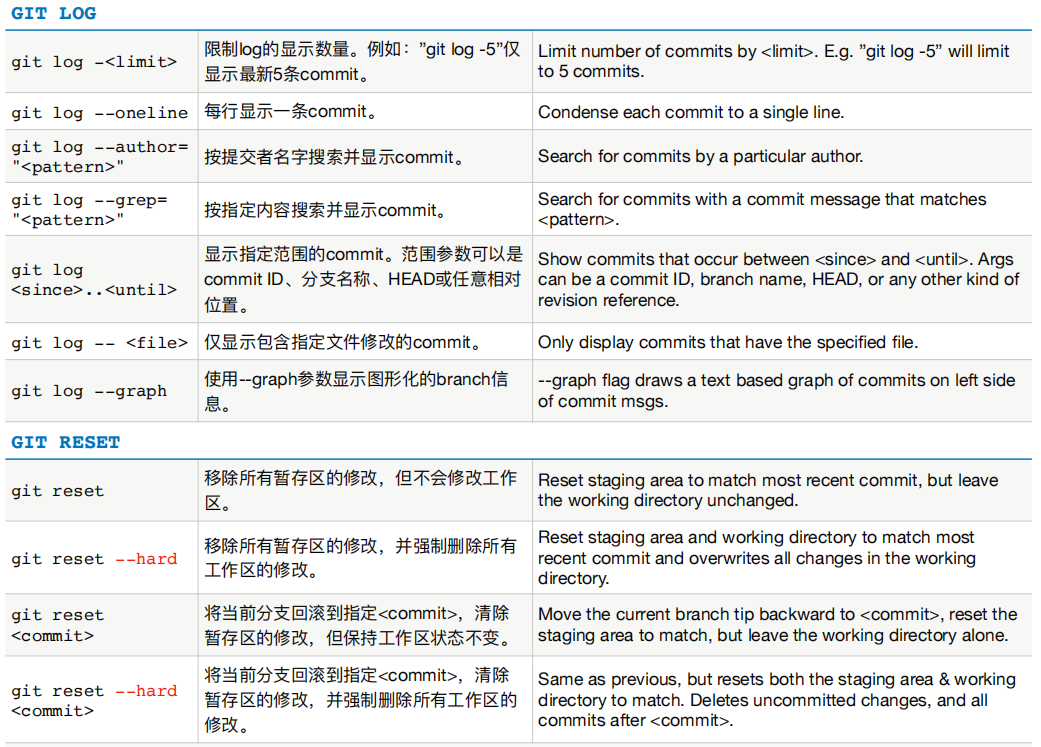 GIT LOG
git log -<limit>
限制log的显示数量。例如：”git log -5”仅
显示最新5条commit。
Limit number of commits by <limit>. E.g. ”git log -5” will limit
to 5 commits.
git log --oneline
每行显示一条commit。
Condense each commit to a single line.
git log --author=
"<pattern>"
按提交者名字搜索并显示commit。
Search for commits by a particular author.
git log --grep=
"<pattern>"
按指定内容搜索并显示commit。
Search for commits with a commit message that matches
<pattern>.
git log
<since>..<until>
显示指定范围的commit。范围参数可以是
commit ID、分支名称、HEAD或任意相对
位置。
Show commits that occur between <since> and <until>. Args
can be a commit ID, branch name, HEAD, or any other kind of
revision reference.
git log -- <file>
仅显示包含指定文件修改的commit。
Only display commits that have the specified file.
git log --graph
使用--graph参数显示图形化的branch信
息。
--graph flag draws a text based graph of commits on left side
of commit msgs.
GIT RESET
git reset
移除所有暂存区的修改，但不会修改工作
区。
Reset staging area to match most recent commit, but leave
the working directory unchanged.
git reset --hard
移除所有暂存区的修改，并强制删除所有
工作区的修改。
Reset staging area and working directory to match most
recent commit and overwrites all changes in the working
directory.
git reset
<commit>
将当前分支回滚到指定<commit>，清除
暂存区的修改，但保持工作区状态不变。
Move the current branch tip backward to <commit>, reset the
staging area to match, but leave the working directory alone.
git reset --hard
<commit>
将当前分支回滚到指定<commit>，清除
暂存区的修改，并强制删除所有工作区的
修改。
Same as previous, but resets both the staging area & working
directory to match. Deletes uncommitted changes, and all
commits after <commit>.